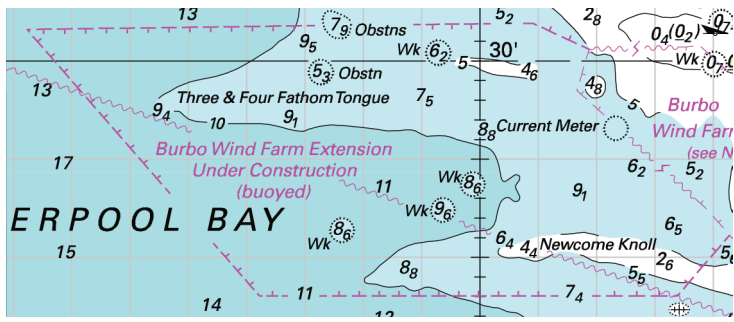 13
5₂
2₈
7₉ Obstns
0₄(0₂)
9₅
Wk 6₂
30'
Wk 0₇
5₃ Obstn
5
4₆
4₈
13
7₅
Three & Four Fathom Tongue
5
Burbo
9₄
10
9₁
8₈
Current Meter
Wind Farm
Burbo Wind Farm Extension
(see N
17
Under Construction
6₂
5₂
(buoyed)
11
Wk 8₆
9₁
Wk 9₆
ERPOOL BAY
8₆
6₅
Wk
6₄
4₄ Newcome Knoll
15
5₆
8₈
2₆
5₅
14
11
7₄